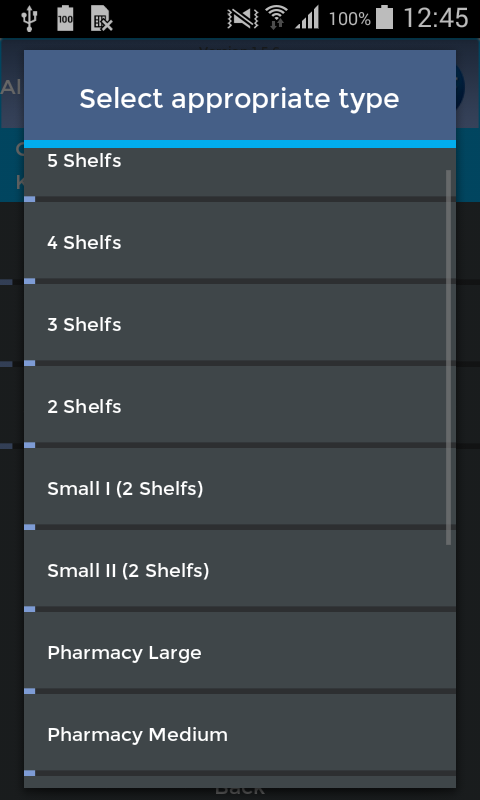 100
100%
12:45
Al
Select appropriate type
5 Shelfs
4 Shelfs
3 Shelfs
2 Shelfs
Small I (2 Shelfs)
Small II (2 Shelfs)
Pharmacy Large
Pharmacy Medium
Back